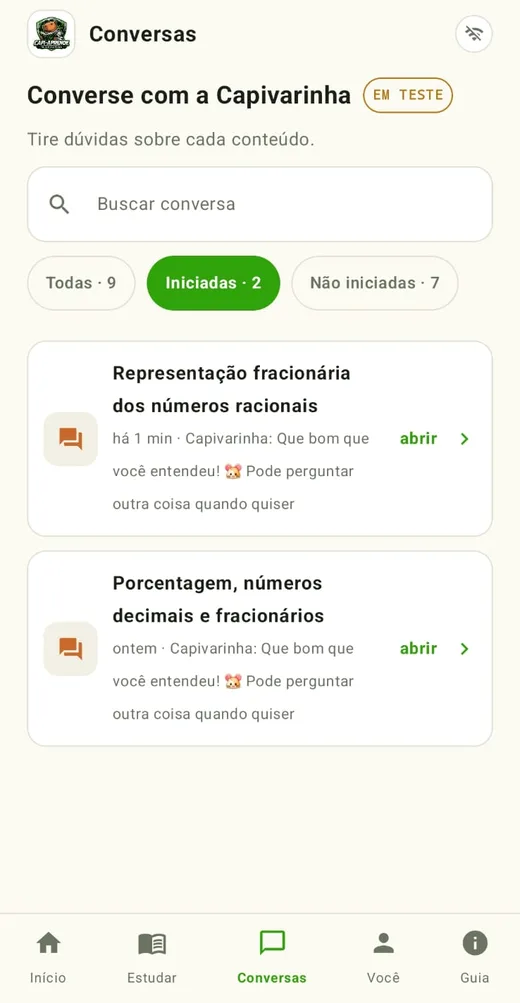 Conversas
Converse com a Capivarinha EM TESTE
Tire dúvidas sobre cada conteúdo.
Buscar conversa
Todas · 9 Iniciadas · 2 Não iniciadas · 7
Representação fracionária
dos números racionais
há 1 min · Capivarinha: Que bom que
você entendeu! 🐹 Pode perguntar
outra coisa quando quiser
abrir
Porcentagem, números
decimais e fracionários
ontem · Capivarinha: Que bom que
você entendeu! 🐹 Pode perguntar
outra coisa quando quiser
abrir
Início Estudar Conversas Você Guia